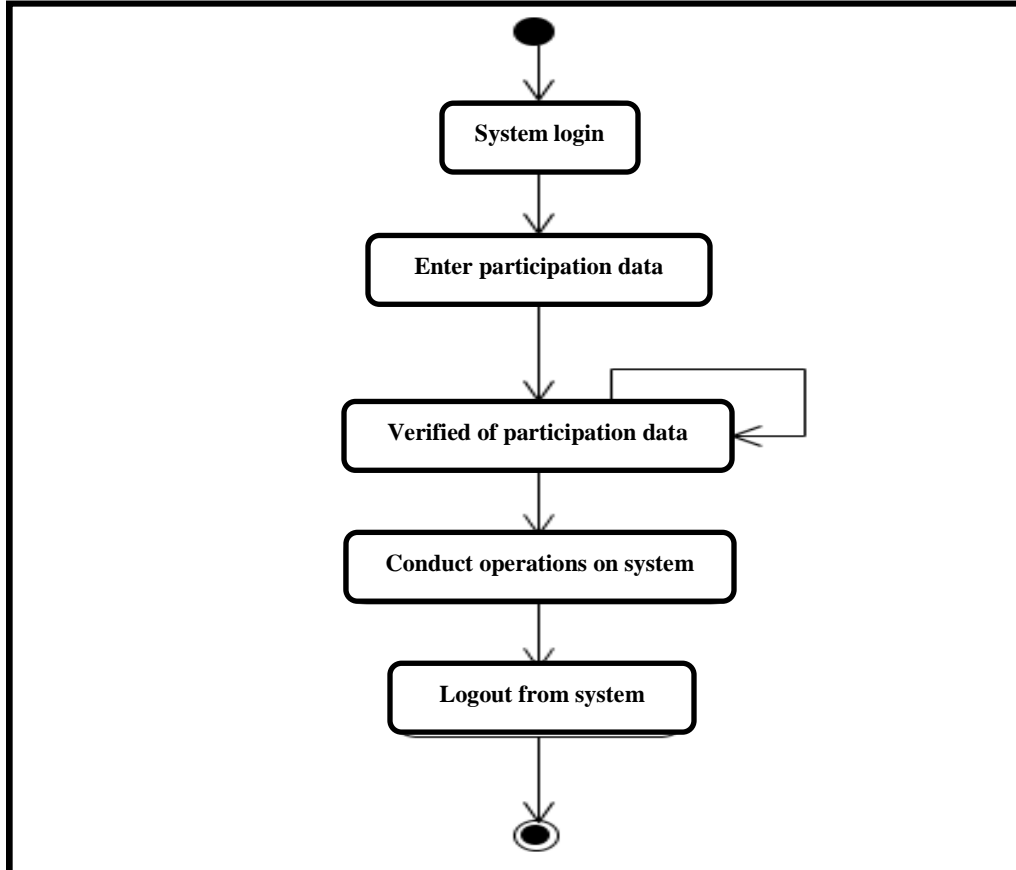 System login
Enter participation data
Verified of participation data
Conduct operations on system
Logout from system